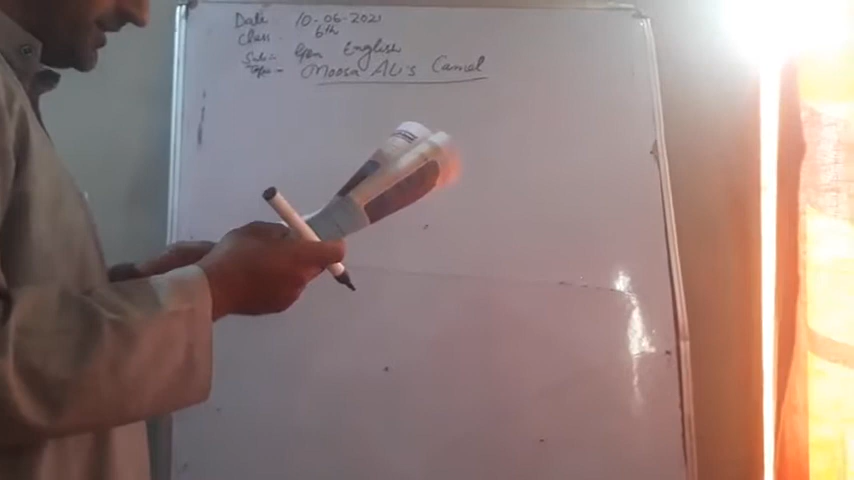 Date: 10-06-2021
Class - 6th
Sub:- Gen English
Moosa Ali's Camel